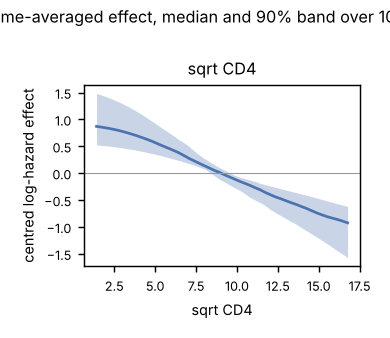 me-averaged effect, median and 90% band over 10
sqrt CD4
centred log-hazard effect
1.5
1.0
0.5
0.0
−0.5
−1.0
−1.5
2.5 5.0 7.5 10.0 12.5 15.0 17.5
sqrt CD4